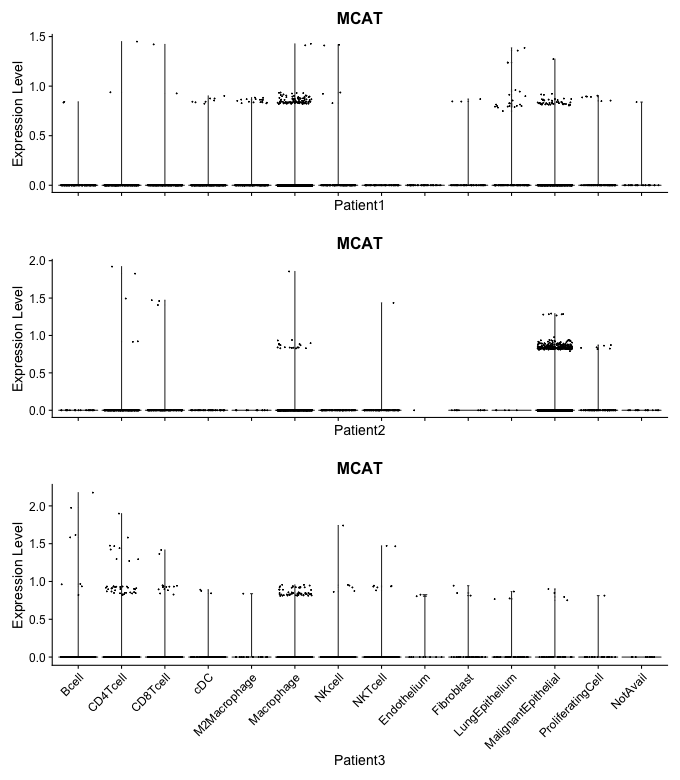 MCAT
Expression Level
1.5
1.0
0.5
0.0
Patient1
MCAT
Expression Level
2.0
1.5
1.0
0.5
0.0
Patient2
MCAT
Expression Level
2.0
1.5
1.0
0.5
0.0
Bcell
CD4Tcell
CD8Tcell
cDC
M2Macrophage
Macrophage
NKcell
NKTcell
Endothelium
Fibroblast
LungEpithelium
MalignantEpithelial
ProliferatingCell
NotAvail
Patient3